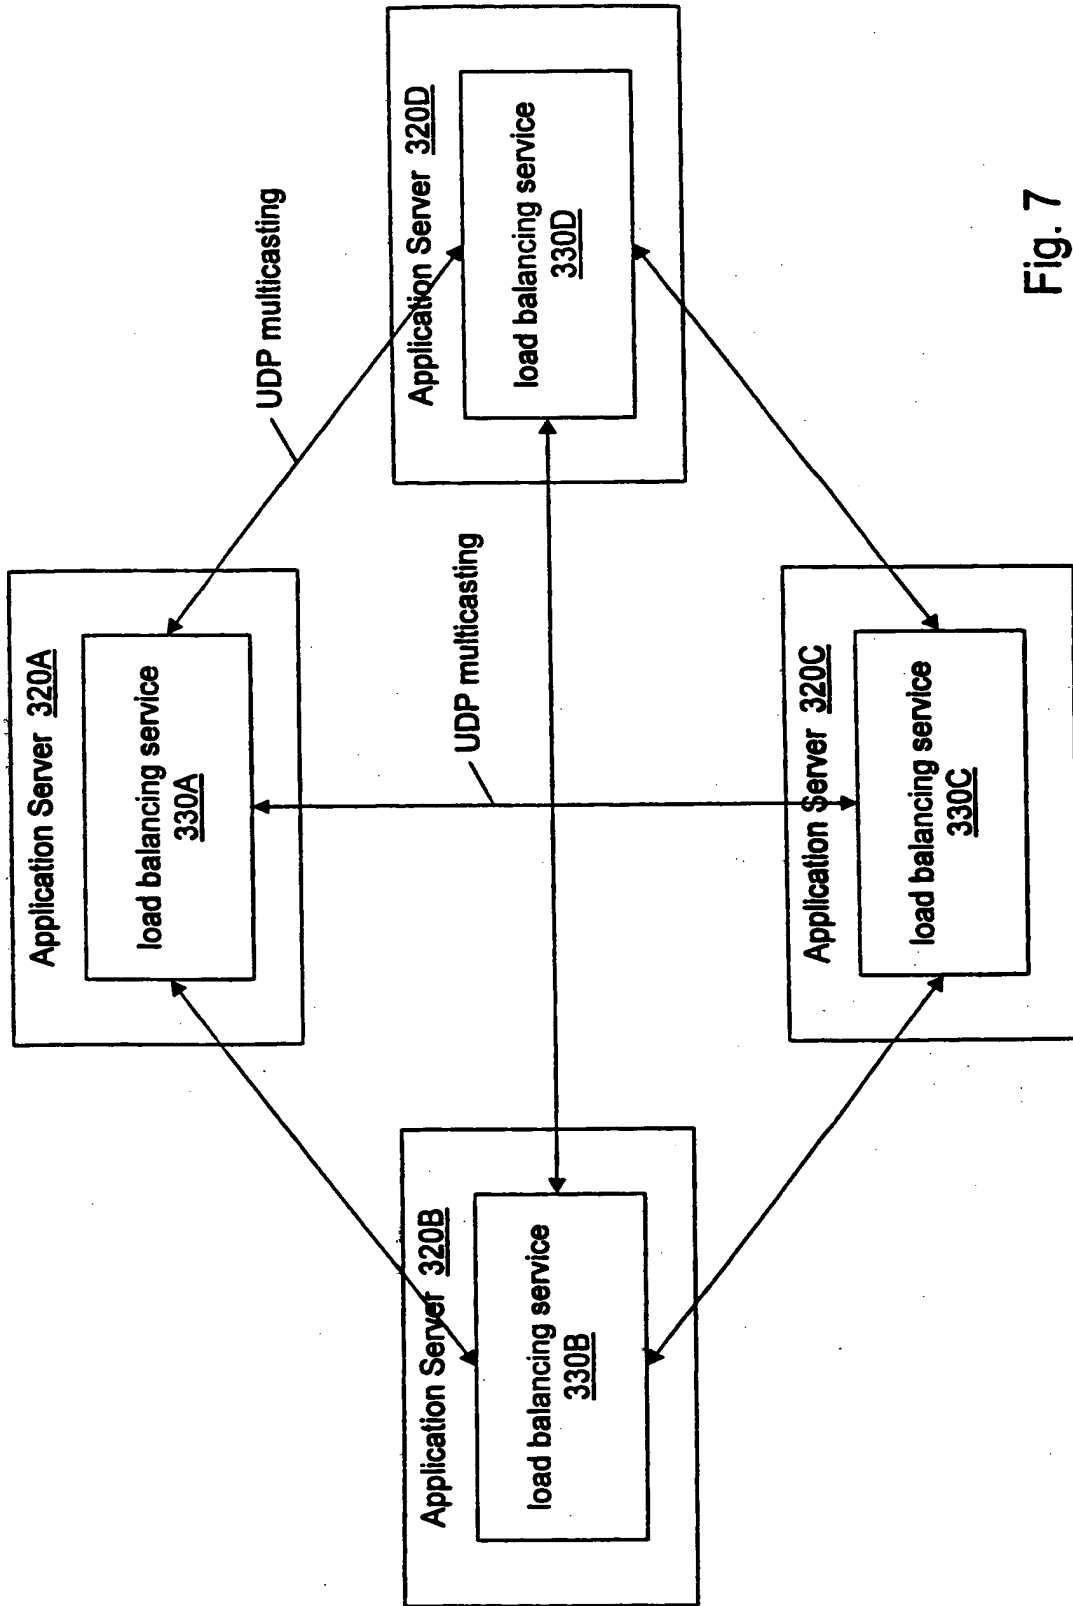 Application Server 320A
load balancing service
330A
UDP multicasting
Application Server 320B
load balancing service
330B
UDP multicasting
Application Server 320D
load balancing service
330D
Application Server 320C
load balancing service
330C
Fig. 7